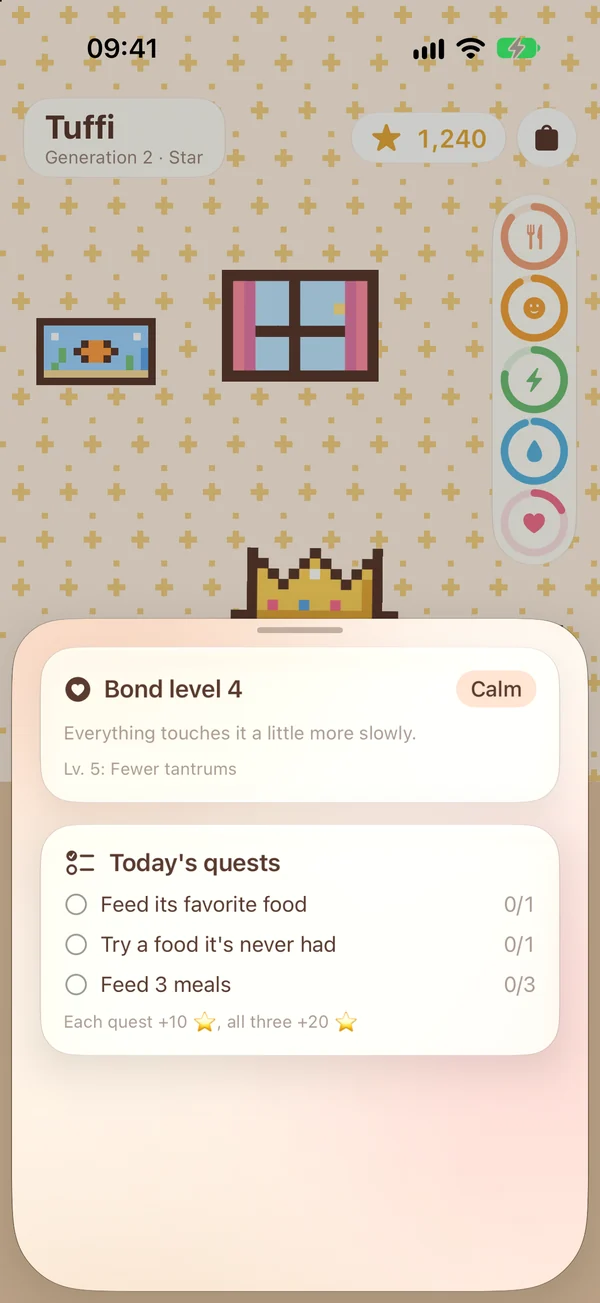 09:41
Tuffi
Generation 2 · Star
1,240
Bond level 4
Calm
Everything touches it a little more slowly.
Lv. 5: Fewer tantrums
Today's quests
Feed its favorite food 0/1
Try a food it's never had 0/1
Feed 3 meals 0/3
Each quest +10 ⭐, all three +20 ⭐